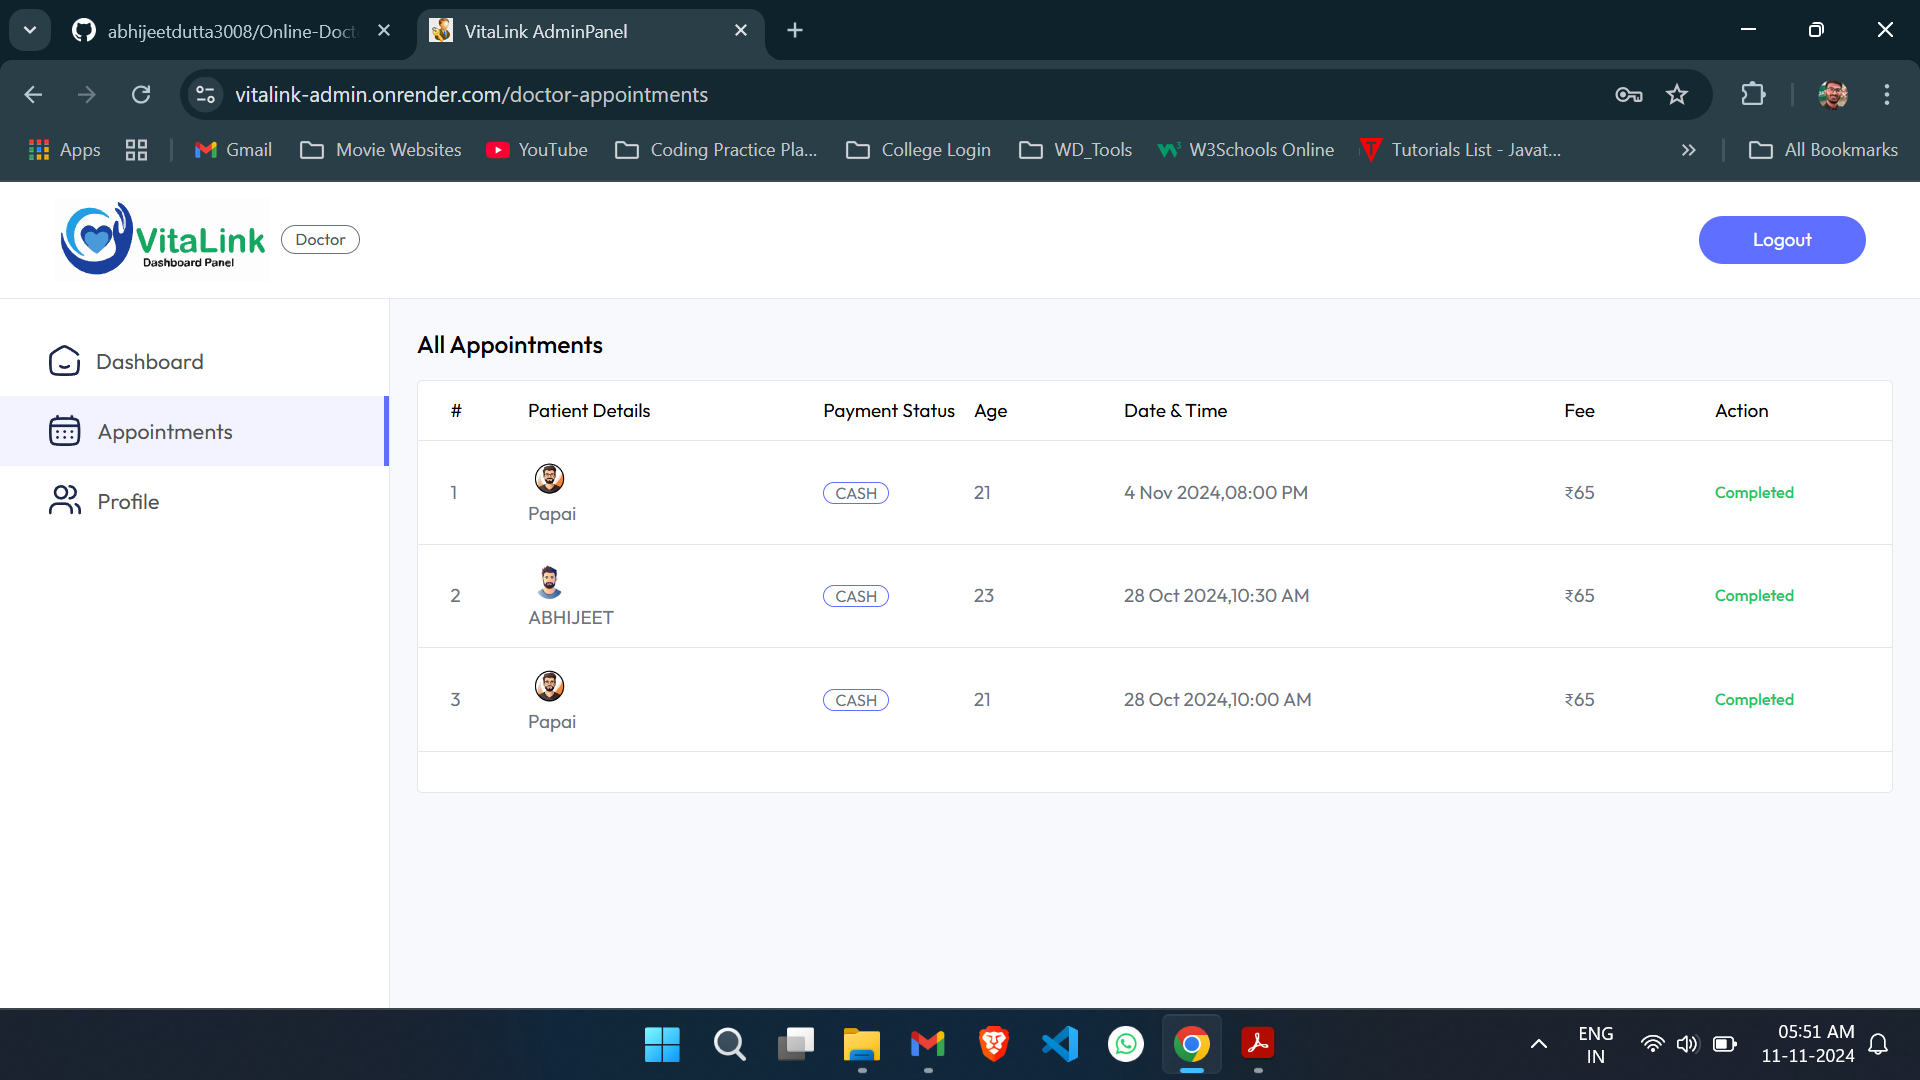 abhijeetdutta3008/Online-Doct
VitaLink AdminPanel
vitalink-admin.onrender.com/doctor-appointments
Apps
Gmail
Movie Websites
YouTube
Coding Practice Pla...
College Login
WD_Tools
W3Schools Online
Tutorials List - Javat...
All Bookmarks
VitaLink
Dashboard Panel
Doctor
Logout
Dashboard
Appointments
Profile
All Appointments
# Patient Details Payment Status Age Date & Time Fee Action
1 Papai CASH 21 4 Nov 2024,08:00 PM ₹65 Completed
2 ABHIJEET CASH 23 28 Oct 2024,10:30 AM ₹65 Completed
3 Papai CASH 21 28 Oct 2024,10:00 AM ₹65 Completed
ENG
IN
05:51 AM
11-11-2024